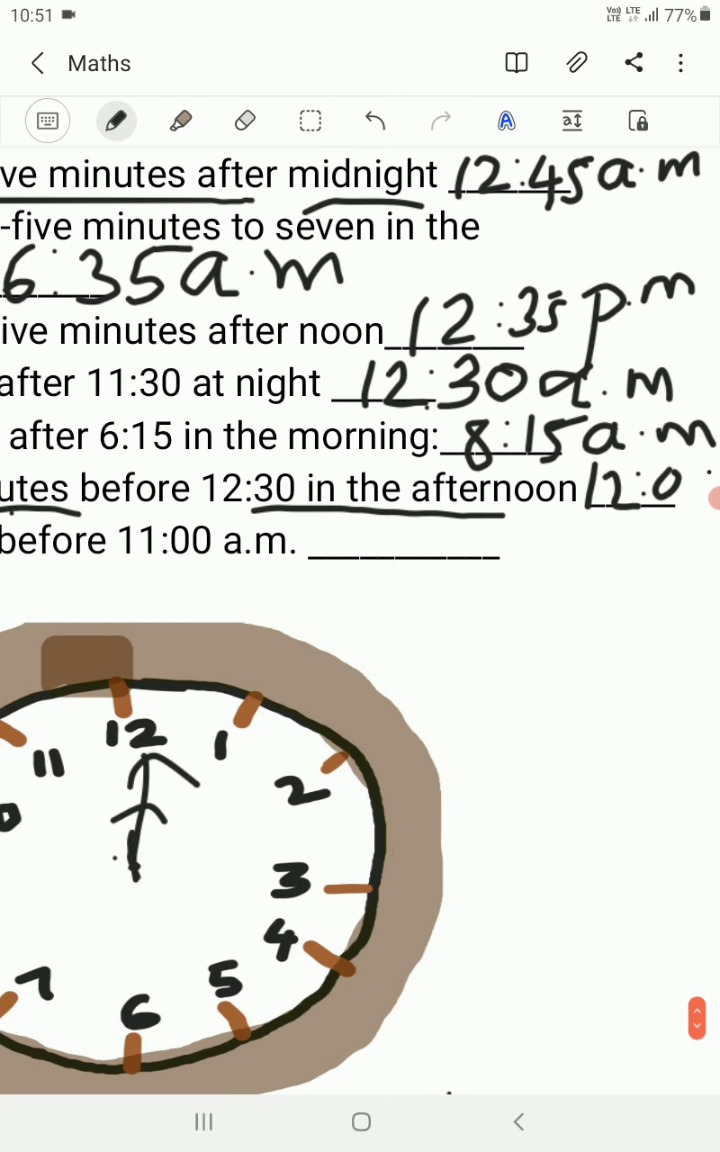 10:51 VoLTE LTE 77%
Maths
ve minutes after midnight 12:45 a.m
-five minutes to seven in the
6:35 a.m
ive minutes after noon 12:35 p.m
after 11:30 at night 12:30 a.m
after 6:15 in the morning: 8:15 a.m
utes before 12:30 in the afternoon 12:0
before 11:00 a.m. __________
12
11 1
2
3
4
5
7
6